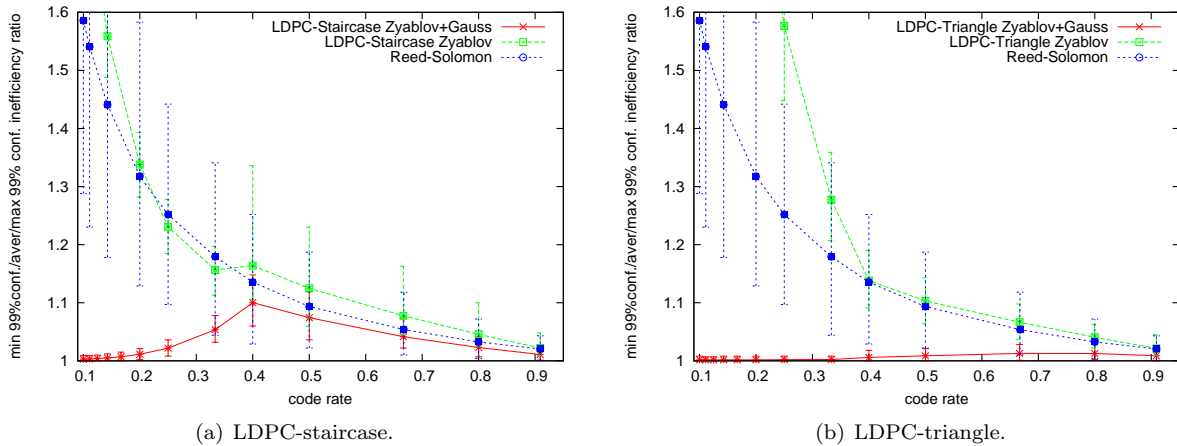 min 99%conf./aver/max 99% conf. inefficiency ratio
1.6
1.5
1.4
1.3
1.2
1.1
1
0.1 0.2 0.3 0.4 0.5 0.6 0.7 0.8 0.9
code rate
LDPC-Staircase Zyablov+Gauss
LDPC-Staircase Zyablov
Reed-Solomon
(a) LDPC-staircase.
min 99%conf./aver/max 99% conf. inefficiency ratio
1.6
1.5
1.4
1.3
1.2
1.1
1
0.1 0.2 0.3 0.4 0.5 0.6 0.7 0.8 0.9
code rate
LDPC-Triangle Zyablov+Gauss
LDPC-Triangle Zyablov
Reed-Solomon
(b) LDPC-triangle.